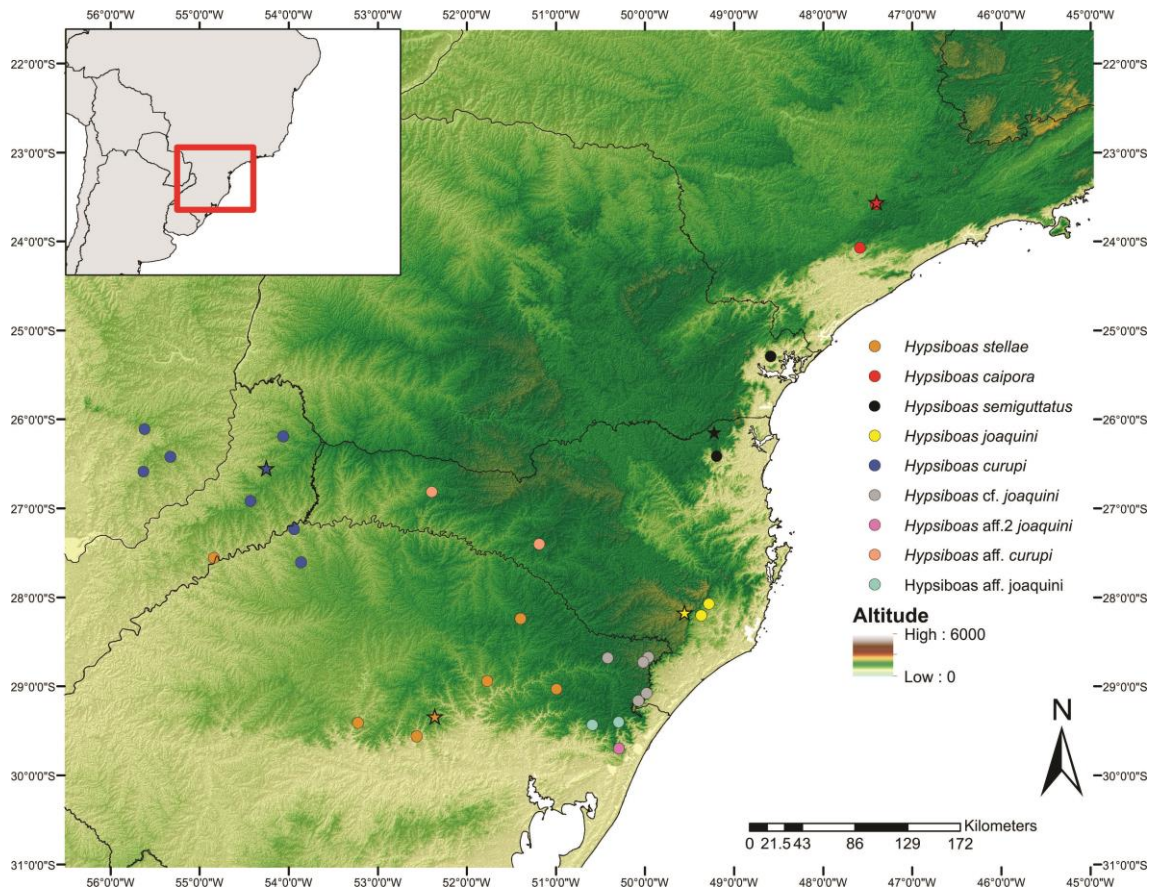 56°0'0"W 55°0'0"W 54°0'0"W 53°0'0"W 52°0'0"W 51°0'0"W 50°0'0"W 49°0'0"W 48°0'0"W 47°0'0"W 46°0'0"W 45°0'0"W
22°0'0"S 22°0'0"S
23°0'0"S 23°0'0"S
24°0'0"S 24°0'0"S
25°0'0"S 25°0'0"S
Hypsiboas stellae
Hypsiboas caipora
26°0'0"S 26°0'0"S
Hypsiboas semiguttatus
Hypsiboas joaquini
Hypsiboas curupi
Hypsiboas cf. joaquini
27°0'0"S 27°0'0"S
Hypsiboas aff.2 joaquini
Hypsiboas aff. curupi
Hypsiboas aff. joaquini
28°0'0"S 28°0'0"S
Altitude
High : 6000
Low : 0
29°0'0"S 29°0'0"S
N
30°0'0"S 30°0'0"S
Kilometers
0 21.5 43 86 129 172
31°0'0"S 31°0'0"S
56°0'0"W 55°0'0"W 54°0'0"W 53°0'0"W 52°0'0"W 51°0'0"W 50°0'0"W 49°0'0"W 48°0'0"W 47°0'0"W 46°0'0"W 45°0'0"W